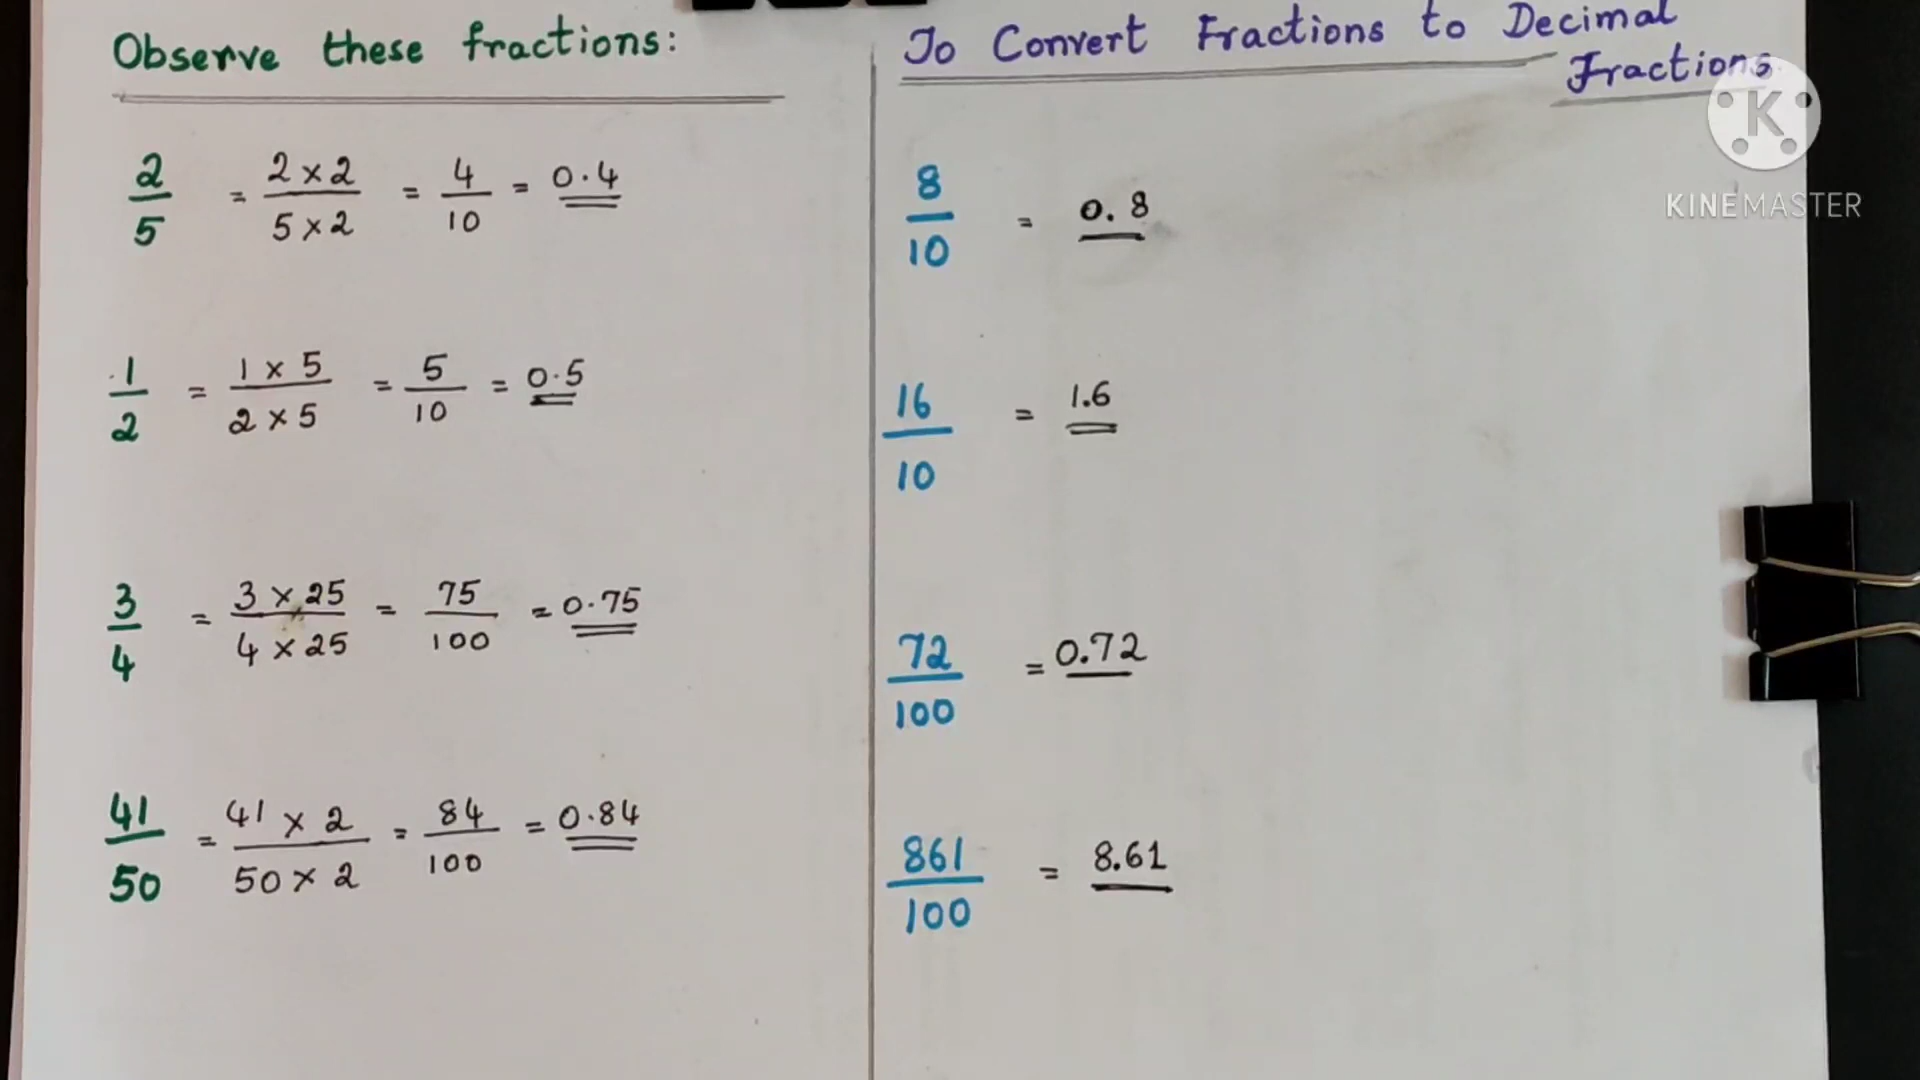 Observe these fractions:
2/5 = 2 × 2 / 5 × 2 = 4/10 = 0.4
1/2 = 1 × 5 / 2 × 5 = 5/10 = 0.5
3/4 = 3 × 25 / 4 × 25 = 75/100 = 0.75
41/50 = 41 × 2 / 50 × 2 = 84/100 = 0.84
To Convert Fractions to Decimal
Fractions
8/10 = 0.8
16/10 = 1.6
72/100 = 0.72
861/100 = 8.61
K
KINEMASTER